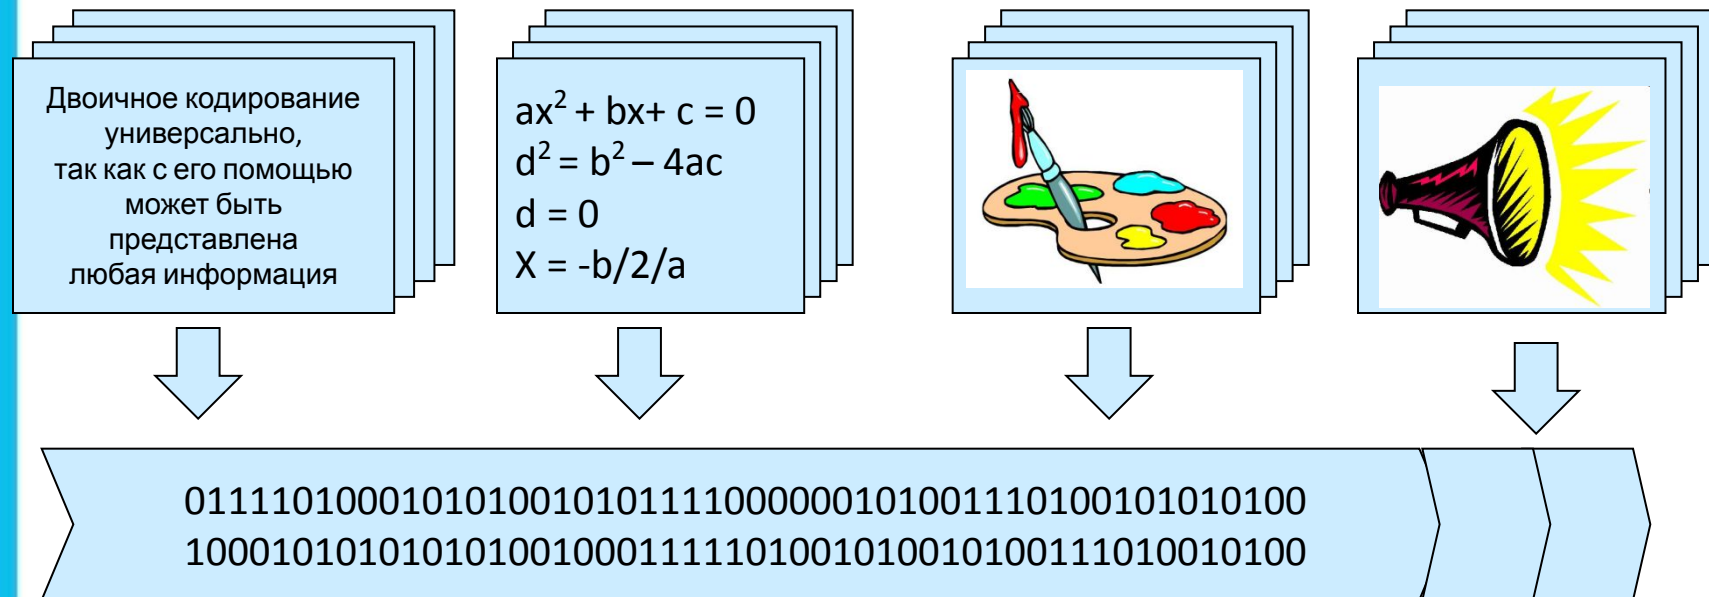 Двоичное кодирование
универсально,
так как с его помощью
может быть
представлена
любая информация
ax² + bx+ c = 0
d² = b² – 4ac
d = 0
X = -b/2/a
0111101000101010010101111000000101001110100101010100
1000101010101010010001111101001010010100111010010100